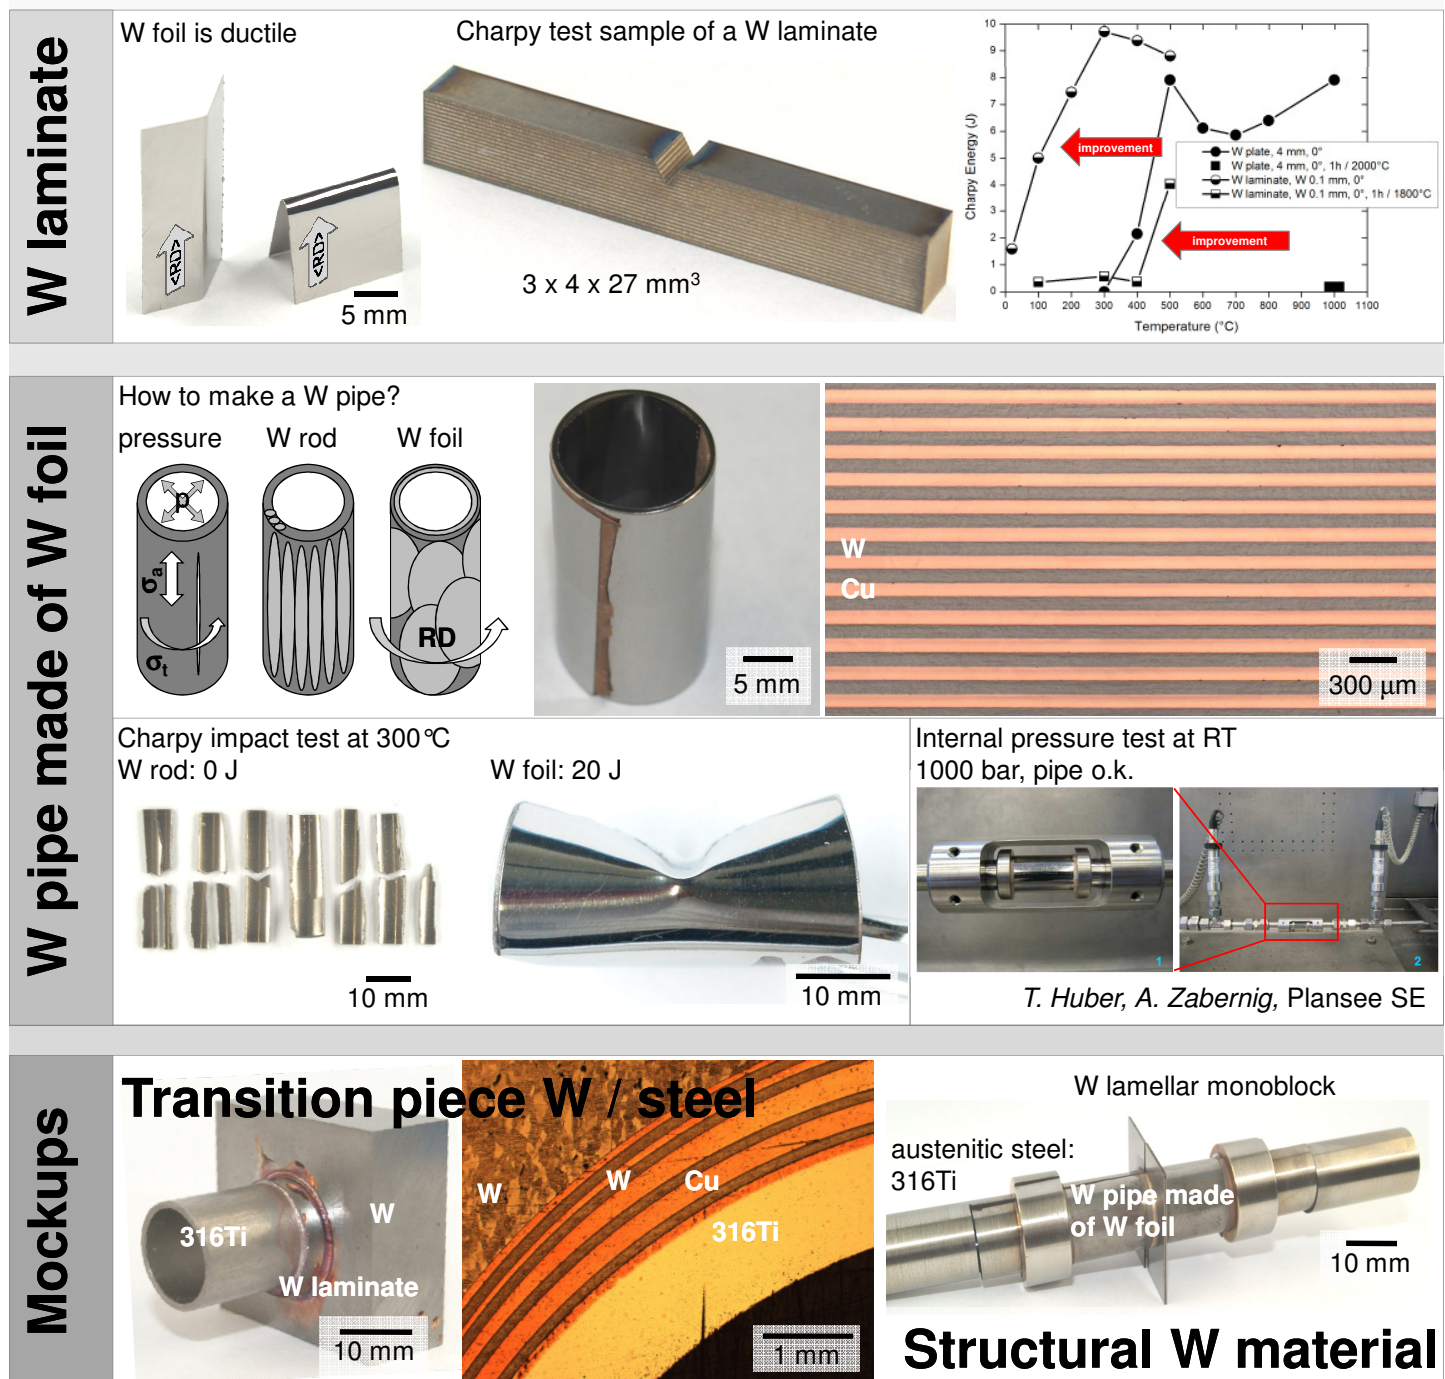 W laminate
W foil is ductile
<RD>
<RD>
5 mm
Charpy test sample of a W laminate
3 x 4 x 27 mm³
Charpy Energy (J)
10
9
8
7
6
5
4
3
2
1
0
improvement
W plate, 4 mm, 0°
W plate, 4 mm, 0°, 1h / 2000°C
W laminate, W 0.1 mm, 0°
W laminate, W 0.1 mm, 0°, 1h / 1800°C
improvement
0 100 200 300 400 500 600 700 800 900 1000 1100
Temperature (°C)
W pipe made of W foil
How to make a W pipe?
pressure W rod W foil
p
σa
σt
RD
5 mm
W
Cu
300 μm
Charpy impact test at 300°C
W rod: 0 J
W foil: 20 J
10 mm
10 mm
Internal pressure test at RT
1000 bar, pipe o.k.
1
2
T. Huber, A. Zabernig, Plansee SE
Mockups
Transition piece W / steel
316Ti
W
W laminate
10 mm
W
W
Cu
316Ti
1 mm
W lamellar monoblock
austenitic steel:
316Ti
W pipe made
of W foil
10 mm
Structural W material